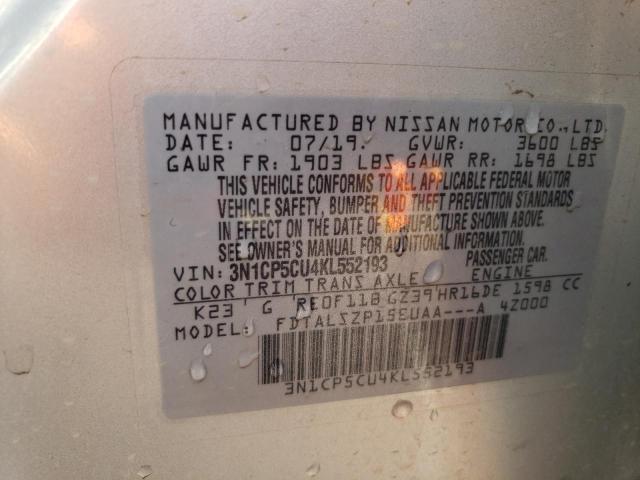 MANUFACTURED BY NISSAN MOTOR CO., LTD.
DATE: 07/19. GVWR: 3600 LBS
GAWR FR: 1903 LBS GAWR RR: 1698 LBS
THIS VEHICLE CONFORMS TO ALL APPLICABLE FEDERAL MOTOR
VEHICLE SAFETY, BUMPER AND THEFT PREVENTION STANDARDS
IN EFFECT ON THE DATE OF MANUFACTURE SHOWN ABOVE.
SEE OWNER'S MANUAL FOR ADDITIONAL INFORMATION.
VIN: 3N1CP5CU4KL552193 PASSENGER CAR.
COLOR TRIM TRANS AXLE ENGINE
K23 G RE0F11B GZ39 HR16DE 1598 CC
MODEL: FDTALSZP15EUAA---A 4Z000
3N1CP5CU4KL552193